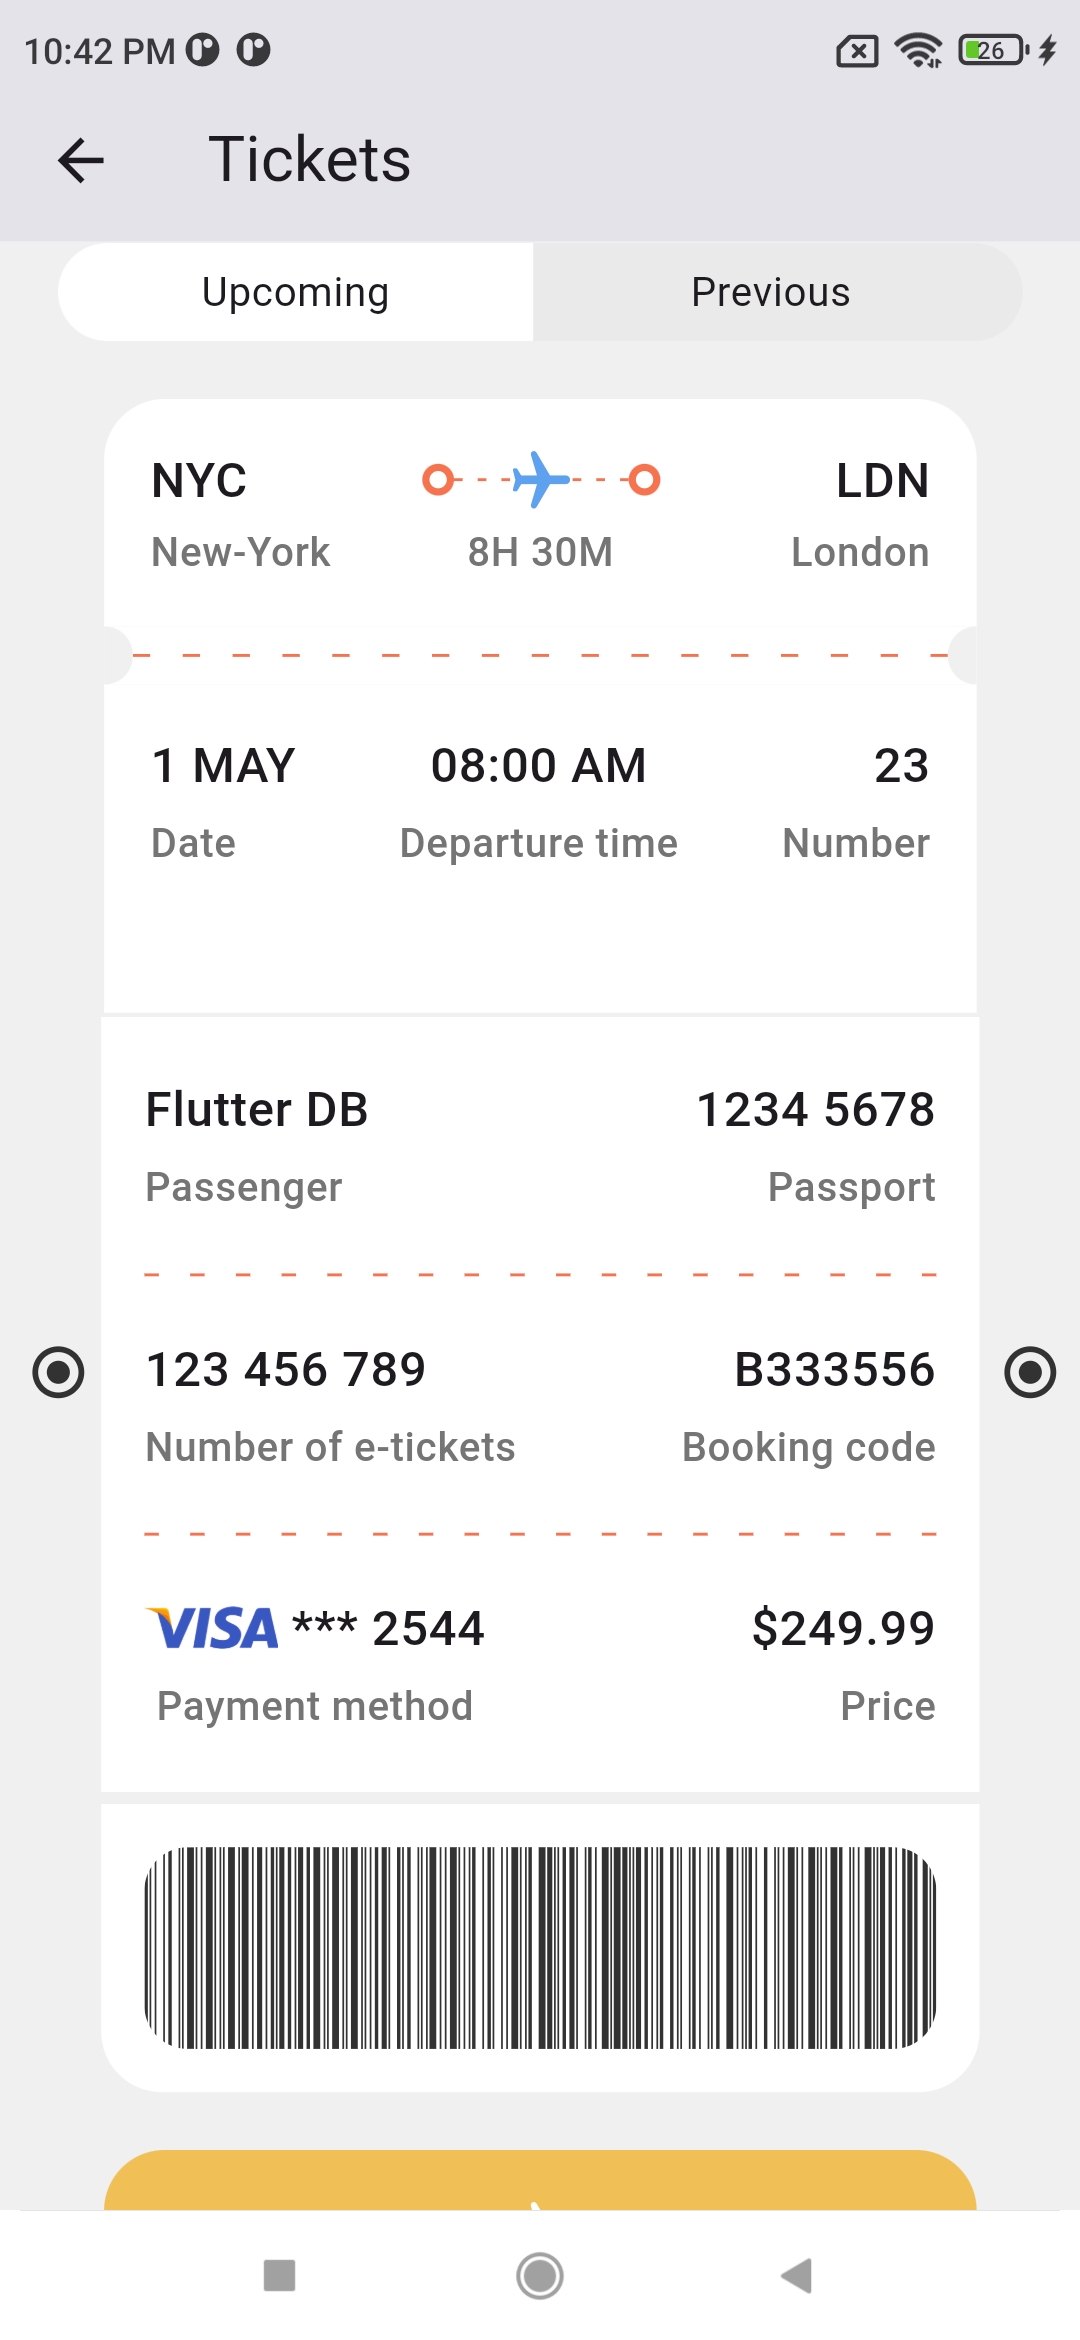 10:42 PM 26
Tickets
Upcoming Previous
NYC LDN
New-York 8H 30M London
1 MAY 08:00 AM 23
Date Departure time Number
Flutter DB 1234 5678
Passenger Passport
123 456 789 B333556
Number of e-tickets Booking code
VISA *** 2544 $249.99
Payment method Price